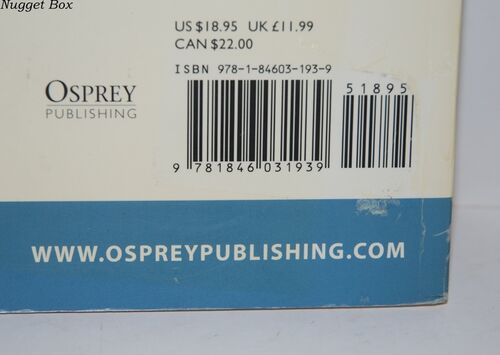 Nugget Box
US $18.95 UK £11.99
CAN $22.00
ISBN 978-1-84603-193-9
OSPREY
PUBLISHING
51895
9 781846 031939
WWW.OSPREYPUBLISHING.COM